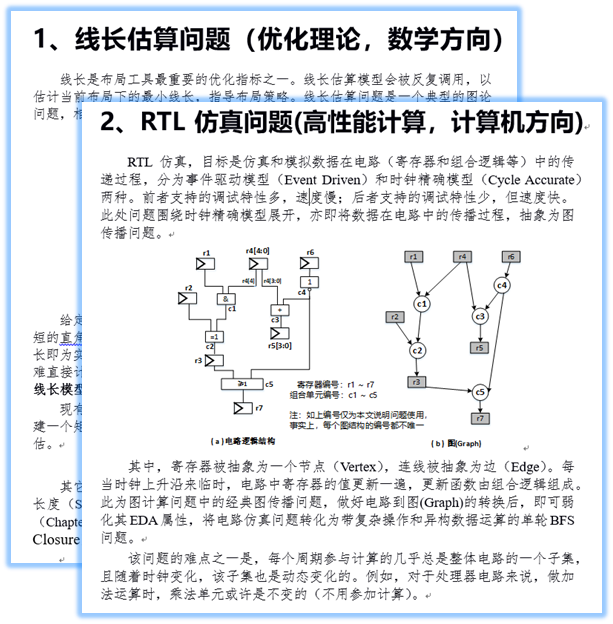 1、线长估算问题（优化理论，数学方向）
线长是布局工具最重要的优化指标之一。线长估算模型会被反复调用，以
估计当前布局下的最小线长，指导布局策略。线长估算问题是一个典型的图论
问题，
给定
短的直角
长即为实
难直接计
线长模型
现有
建一个矩
估。
其它
长度（S
（Chapte
Closure
2、RTL 仿真问题(高性能计算，计算机方向)
RTL 仿真，目标是仿真和模拟数据在电路（寄存器和组合逻辑等）中的传
递过程，分为事件驱动模型（Event Driven）和时钟精确模型（Cycle Accurate）
两种。前者支持的调试特性多，速度慢；后者支持的调试特性少，但速度快。
此处问题围绕时钟精确模型展开，亦即将数据在电路中的传播过程，抽象为图
传播问题。
r1 r4[4:0] r6
r4[4] r4[3:0] 1
r2 & c4
c1 +
c3
=1 r5[3:0]
c2
r3
c5
r7
(a)电路逻辑结构
寄存器编号：r1 ~ r7
组合单元编号：c1 ~ c5
注：如上编号仅为本文说明问题使用，
事实上，每个图结构的编号都不唯一
r1 r4 r6
c4
c1
r2 c3
c2 r5
r3
c5
r7
(b)图(Graph)
其中，寄存器被抽象为一个节点（Vertex），连线被抽象为边（Edge）。每
当时钟上升沿来临时，电路中寄存器的值更新一遍，更新函数由组合逻辑组成。
此为图计算问题中的经典图传播问题，做好电路到图(Graph)的转换后，即可弱
化其EDA 属性，将电路仿真问题转化为带复杂操作和异构数据运算的单轮BFS
问题。
该问题的难点之一是，每个周期参与计算的几乎总是整体电路的一个子集，
且随着时钟变化，该子集也是动态变化的。例如，对于处理器电路来说，做加
法运算时，乘法单元或许是不变的（不用参加计算）。